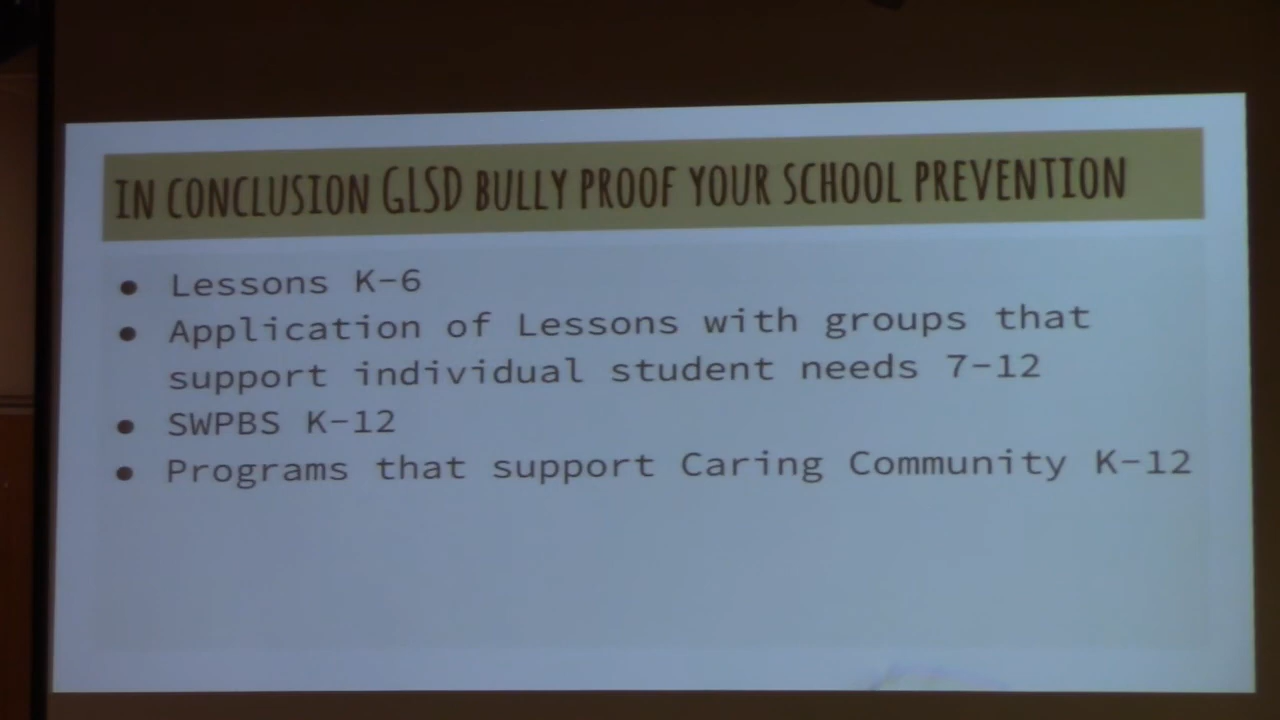 IN CONCLUSION GLSD BULLY PROOF YOUR SCHOOL PREVENTION
● Lessons K-6
● Application of Lessons with groups that
support individual student needs 7-12
● SWPBS K-12
● Programs that support Caring Community K-12